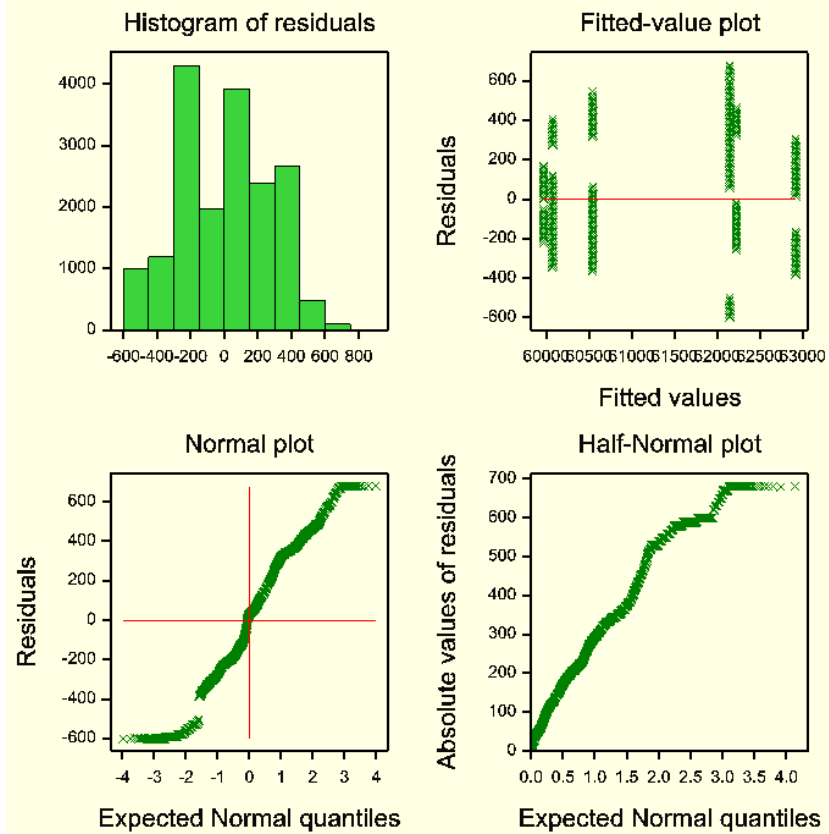 Histogram of residuals
4000
3000
2000
1000
0
-600-400-200 0 200 400 600 800
Fitted-value plot
Residuals
600
400
200
0
-200
-400
-600
60000 60500 61000 61500 62000 62500 63000
Fitted values
Normal plot
Residuals
600
400
200
0
-200
-400
-600
-4 -3 -2 -1 0 1 2 3 4
Expected Normal quantiles
Half-Normal plot
Absolute values of residuals
700
600
500
400
300
200
100
0
0.0 0.5 1.0 1.5 2.0 2.5 3.0 3.5 4.0
Expected Normal quantiles